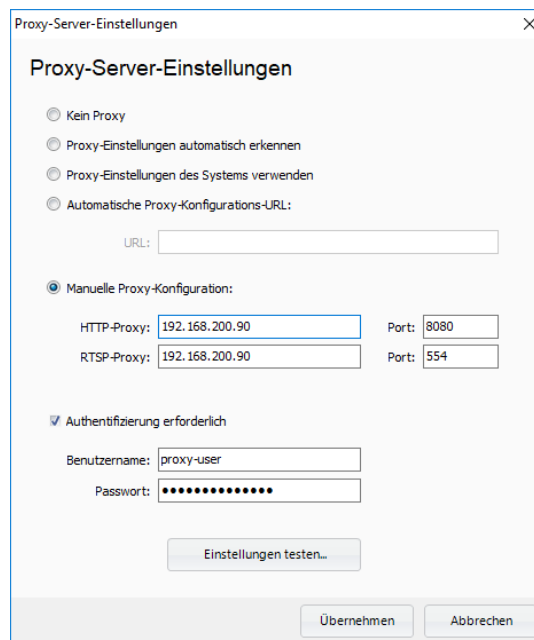 Proxy-Server-Einstellungen
Proxy-Server-Einstellungen
Kein Proxy
Proxy-Einstellungen automatisch erkennen
Proxy-Einstellungen des Systems verwenden
Automatische Proxy-Konfigurations-URL:
URL:
Manuelle Proxy-Konfiguration:
HTTP-Proxy: 192.168.200.90 Port: 8080
RTSP-Proxy: 192.168.200.90 Port: 554
Authentifizierung erforderlich
Benutzername: proxy-user
Passwort: ••••••••••••••
Einstellungen testen...
Übernehmen Abbrechen